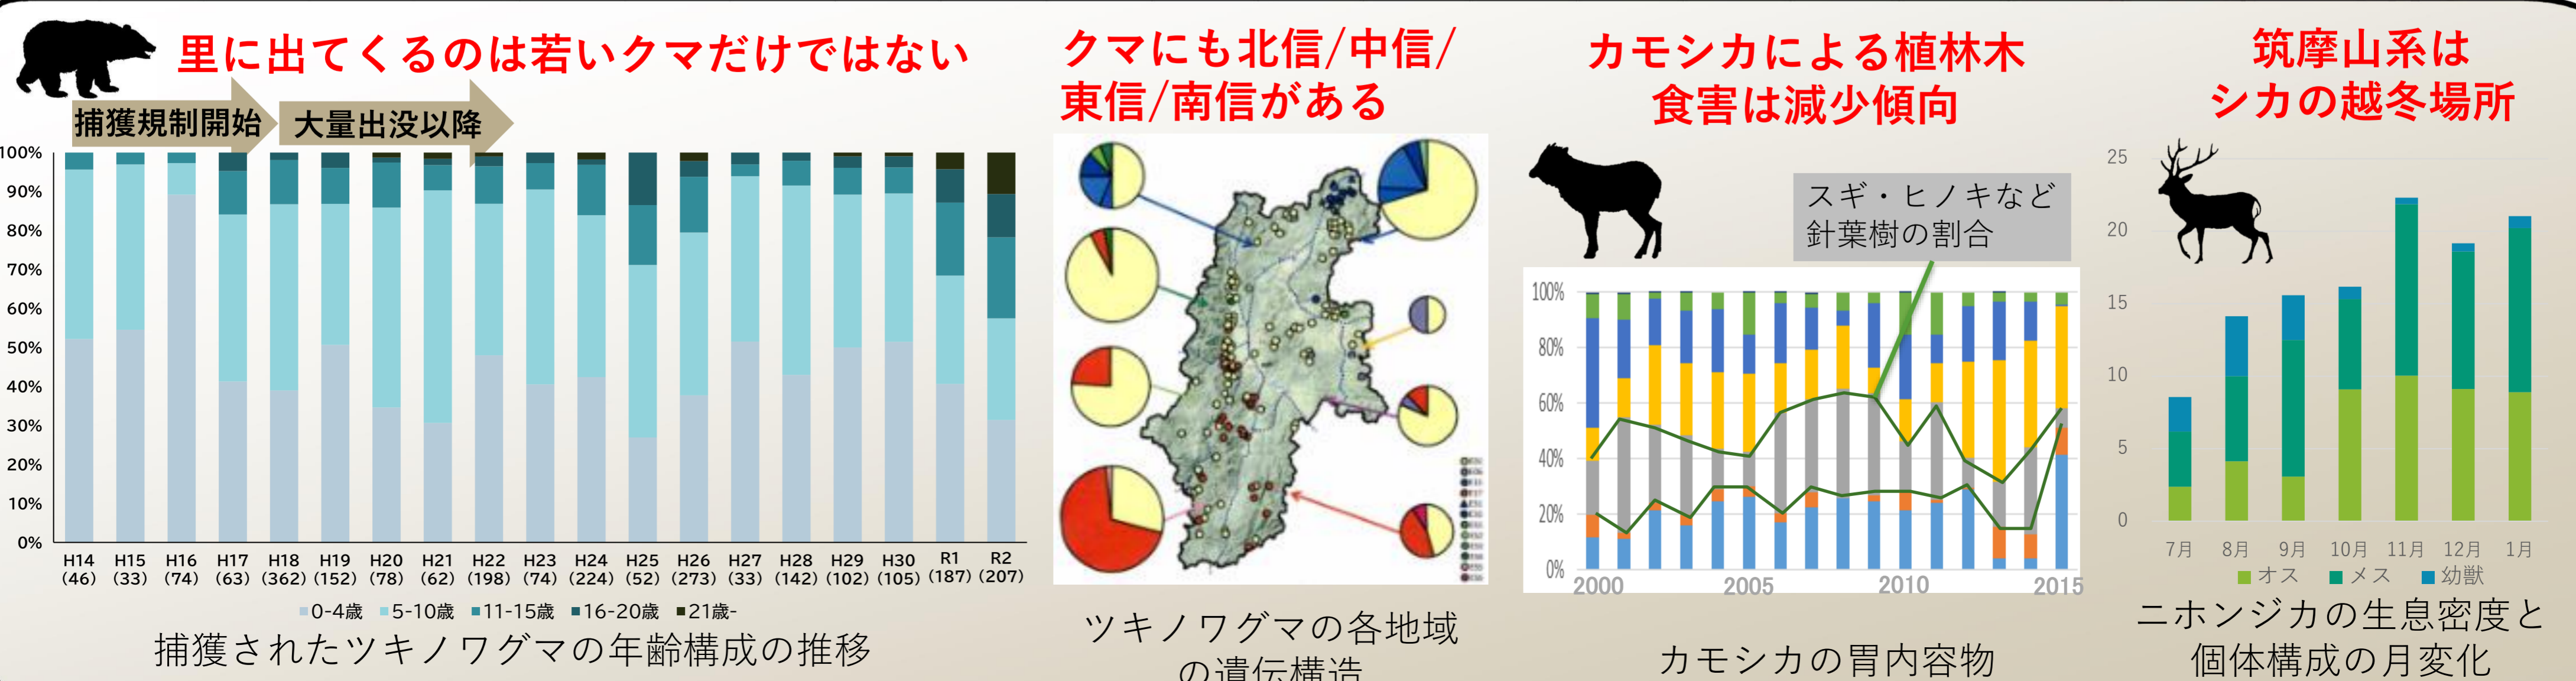 里に出てくるのは若いクマだけではない
捕獲規制開始
大量出没以降
100%
90%
80%
70%
60%
50%
40%
30%
20%
10%
0%
H14 H15 H16 H17 H18 H19 H20 H21 H22 H23 H24 H25 H26 H27 H28 H29 H30 R1 R2
(46) (33) (74) (63) (362) (152) (78) (62) (198) (74) (224) (52) (273) (33) (142) (102) (105) (187) (207)
0-4歳 5-10歳 11-15歳 16-20歳 21歳-
捕獲されたツキノワグマの年齢構成の推移
クマにも北信/中信/
東信/南信がある
ツキノワグマの各地域
の遺伝構造
カモシカによる植林木
食害は減少傾向
スギ・ヒノキなど
針葉樹の割合
100%
80%
60%
40%
20%
0%
2000 2005 2010 2015
カモシカの胃内容物
筑摩山系は
シカの越冬場所
25
20
15
10
5
0
7月 8月 9月 10月 11月 12月 1月
オス メス 幼獣
ニホンジカの生息密度と
個体構成の月変化